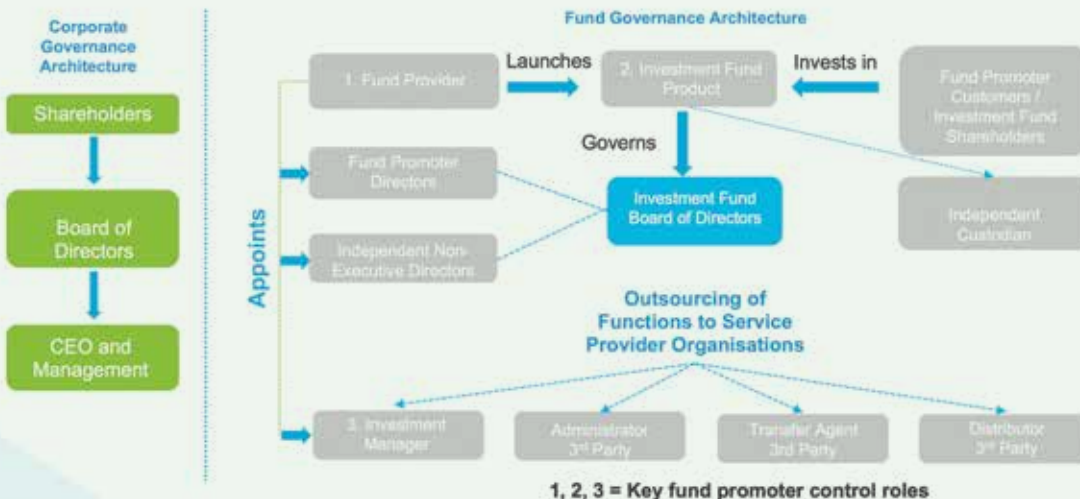 Corporate
Governance
Architecture
Shareholders
Board of
Directors
CEO and
Management
Fund Governance Architecture
1. Fund Provider
Launches
2. Investment Fund
Product
Invests in
Fund Promoter
Customers /
Investment Fund
Shareholders
Governs
Fund Promoter
Directors
Investment Fund
Board of Directors
Independent
Custodian
Independent Non-
Executive Directors
Appoints
Outsourcing of
Functions to Service
Provider Organisations
3. Investment
Manager
Administrator
3rd Party
Transfer Agent
3rd Party
Distributor
3rd Party
1, 2, 3 = Key fund promoter control roles